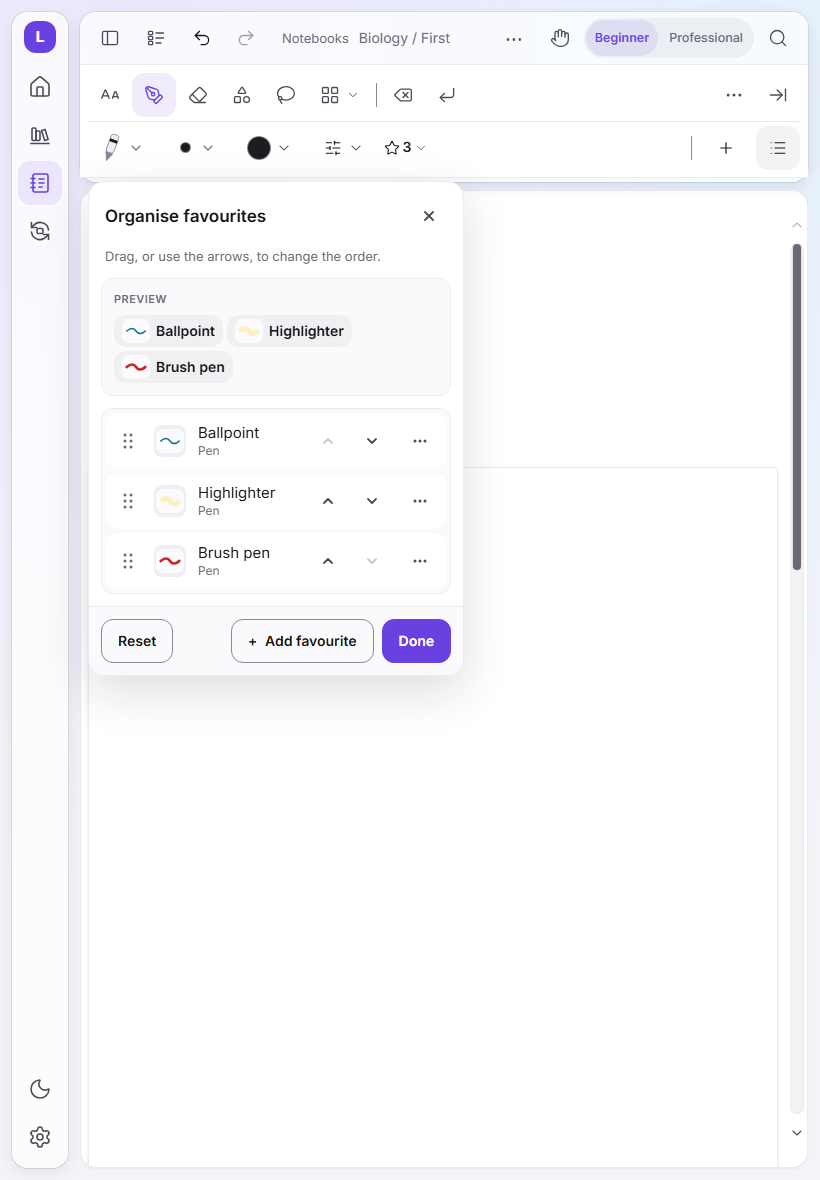 L
Notebooks Biology / First
Beginner Professional
AA
3
Organise favourites
Drag, or use the arrows, to change the order.
PREVIEW
Ballpoint Highlighter
Brush pen
Ballpoint
Pen
Highlighter
Pen
Brush pen
Pen
Reset + Add favourite Done